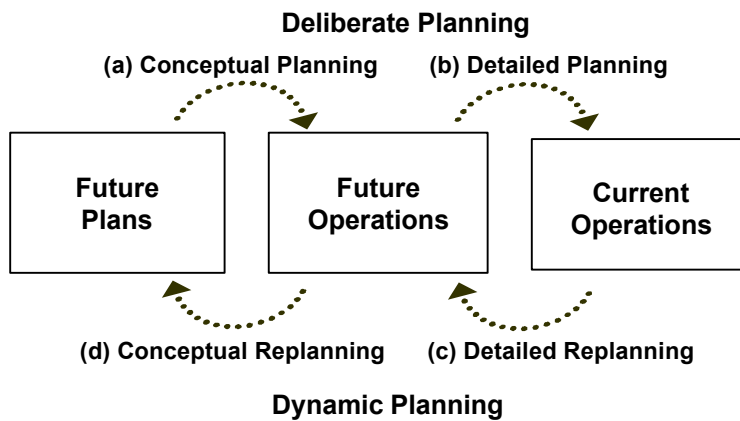 Deliberate Planning
(a) Conceptual Planning
(b) Detailed Planning
Future
Plans
Future
Operations
Current
Operations
(d) Conceptual Replanning
(c) Detailed Replanning
Dynamic Planning